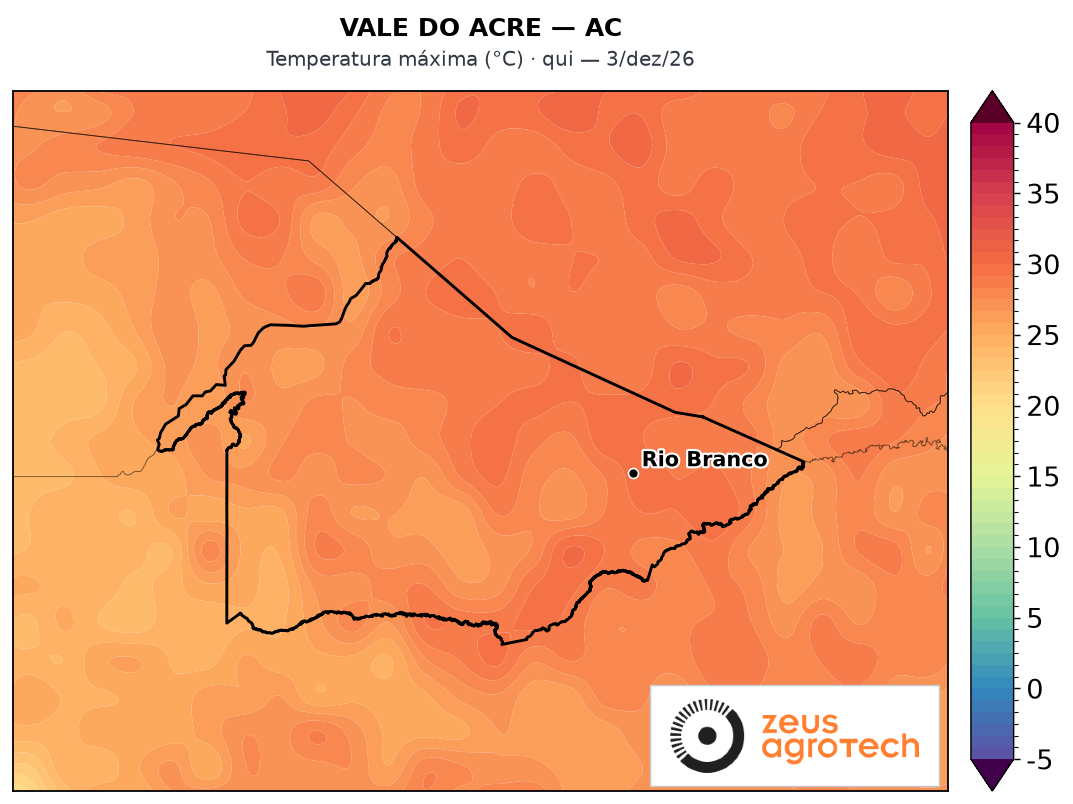 VALE DO ACRE — AC
Temperatura máxima (°C) · qui — 3/dez/26
40
35
30
25
20
15
10
5
0
-5
Rio Branco
zeus
agrotech